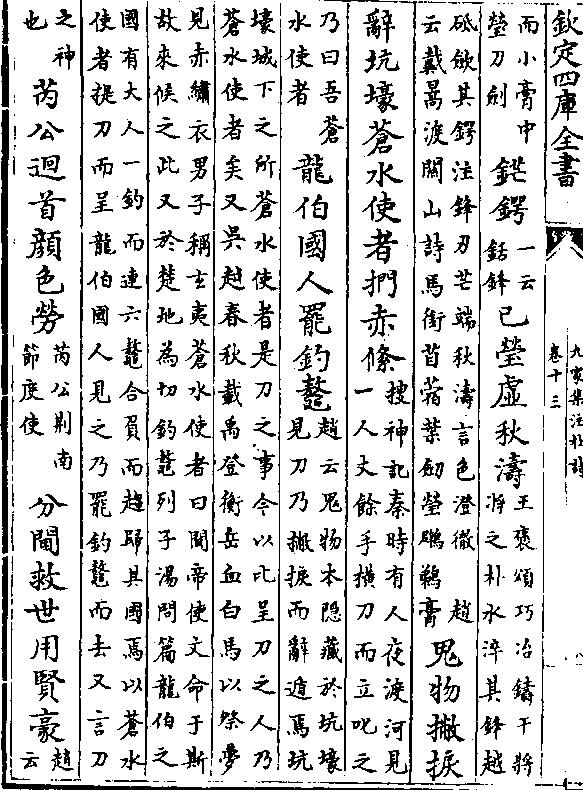 欽定四庫全書
九家集注杜詩
卷十三
而小膏中
瑩刀劍
鋩鍔
一云
銛鋒
已瑩虛秋濤
王褒頌巧冶鑄干將
之朴水淬其鋒越
砥歛其鍔注鋒刃芒端秋濤言色澄徹 趙
云戴暠渡關山詩馬銜苜蓿葉劒瑩鸊鵜膏
鬼物撇捩
辭坑壕蒼水使者捫赤絛
搜神記秦時有人夜渡河見
一人丈餘手橫刀而立叱之
乃曰吾蒼
水使者
龍伯國人罷釣鼇
趙云鬼物本隱藏於坑壕
見刀乃撇捩而辭遁焉坑
壕城下之所蒼水使者是刀之事今以此呈刀之人乃
蒼水使者矣又吳越春秋載禹登衡岳血白馬以祭夢
見赤繡衣男子稱玄夷蒼水使者曰聞帝使文命于斯
故來候之此又於楚地為切釣鼇列子湯問篇龍伯之
國有大人一釣而連六鼇合負而趨歸其國焉以蒼水
使者提刀而呈龍伯國人見之乃罷釣鼇而去又言刀
之神
也
芮公迴首顔色勞
芮公荆南
節度使
分閫救世用賢豪
趙
云